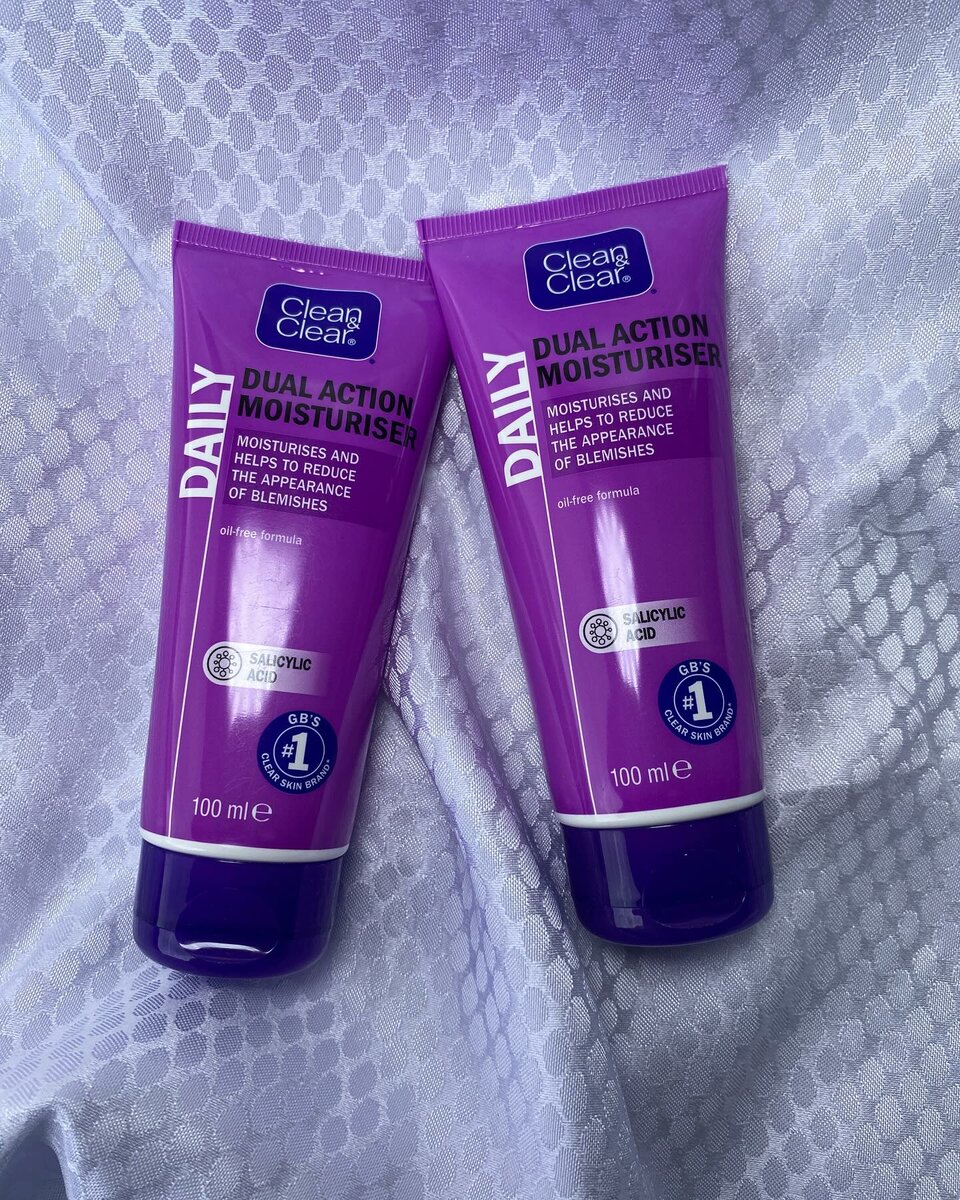 Clean
&
Clear®
DAILY
DUAL ACTION
MOISTURISER
MOISTURISES AND
HELPS TO REDUCE
THE APPEARANCE
OF BLEMISHES
oil-free formula
SALICYLIC
ACID
GB'S
#1
CLEAR SKIN BRAND*
100 ml℮
Clean
&
Clear®
DAILY
DUAL ACTION
MOISTURISER
MOISTURISES AND
HELPS TO REDUCE
THE APPEARANCE
OF BLEMISHES
oil-free formula
SALICYLIC
ACID
GB'S
#1
CLEAR SKIN BRAND*
100 ml℮